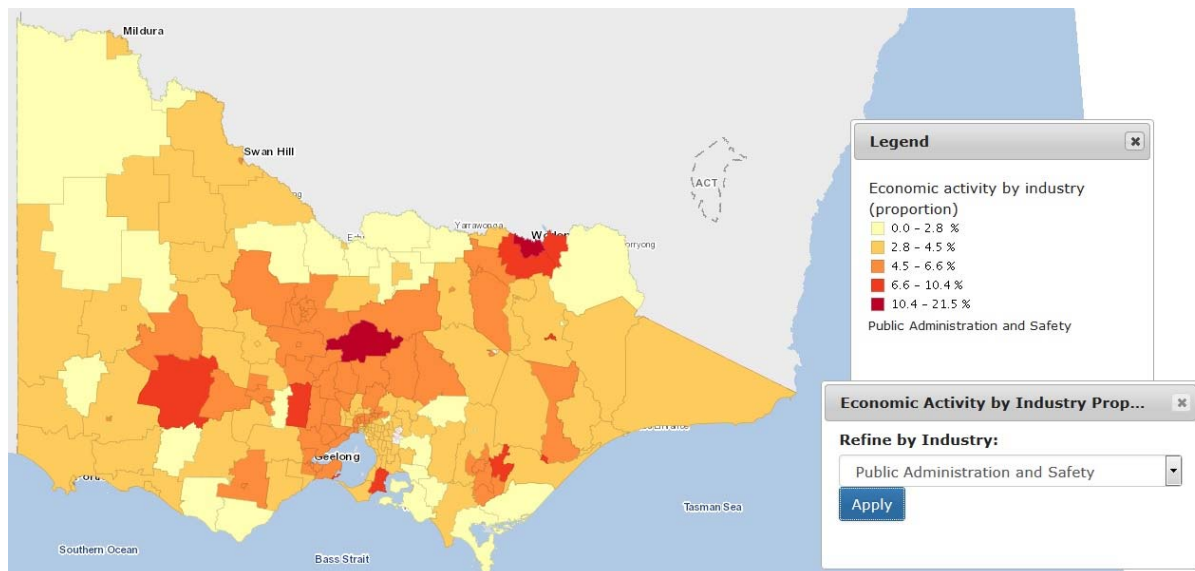 Mildura
Swan Hill
ACT
Yarrawonga
Geelong
Tasman Sea
Southern Ocean
Bass Strait
Legend
Economic activity by industry
(proportion)
0.0 – 2.8 %
2.8 – 4.5 %
4.5 – 6.6 %
6.6 – 10.4 %
10.4 – 21.5 %
Public Administration and Safety
Economic Activity by Industry Prop...
Refine by Industry:
Public Administration and Safety
Apply